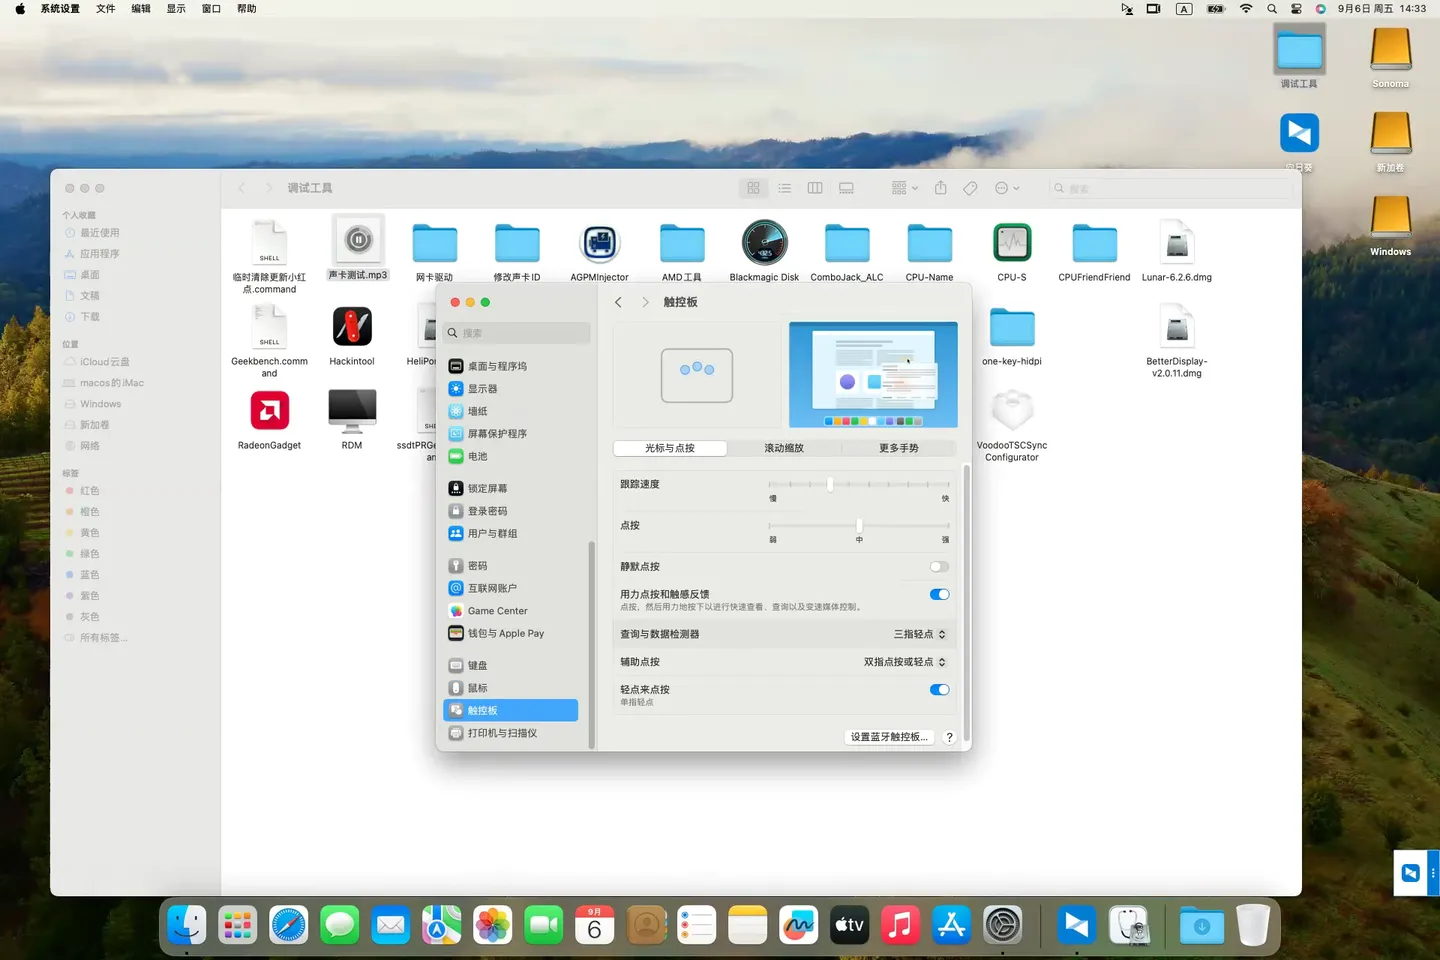 系统设置 文件 编辑 显示 窗口 帮助
A
9月6日 周五 14:33
调试工具
Sonoma
新加卷
Windows
调试工具
搜索
个人收藏
最近使用
应用程序
桌面
文稿
下载
位置
iCloud云盘
macos的iMac
Windows
新加卷
网络
标签
红色
橙色
黄色
绿色
蓝色
紫色
灰色
所有标签...
SHELL
临时清除更新小红点.command
声卡测试.mp3
网卡驱动
修改声卡ID
AGPMInjector
AMD工具
Blackmagic Disk
ComboJack_ALC
CPU-Name
CPU-S
CPUFriendFriend
Lunar-6.2.6.dmg
SHELL
Geekbench.command
Hackintool
HeliPor
one-key-hidpi
BetterDisplay-v2.0.11.dmg
RadeonGadget
RDM
ssdtPRGe
an
VoodooTSCSync
Configurator
搜索
桌面与程序坞
显示器
墙纸
屏幕保护程序
电池
锁定屏幕
登录密码
用户与群组
密码
互联网账户
Game Center
钱包与 Apple Pay
键盘
鼠标
触控板
打印机与扫描仪
触控板
光标与点按 滚动缩放 更多手势
跟踪速度
慢 快
点按
弱 中 强
静默点按
用力点按和触感反馈
点按，然后用力地按下以进行快速查看、查询以及变速媒体控制。
查询与数据检测器 三指轻点
辅助点按 双指点按或轻点
轻点来点按
单指轻点
设置蓝牙触控板... ?
9月
6
tv